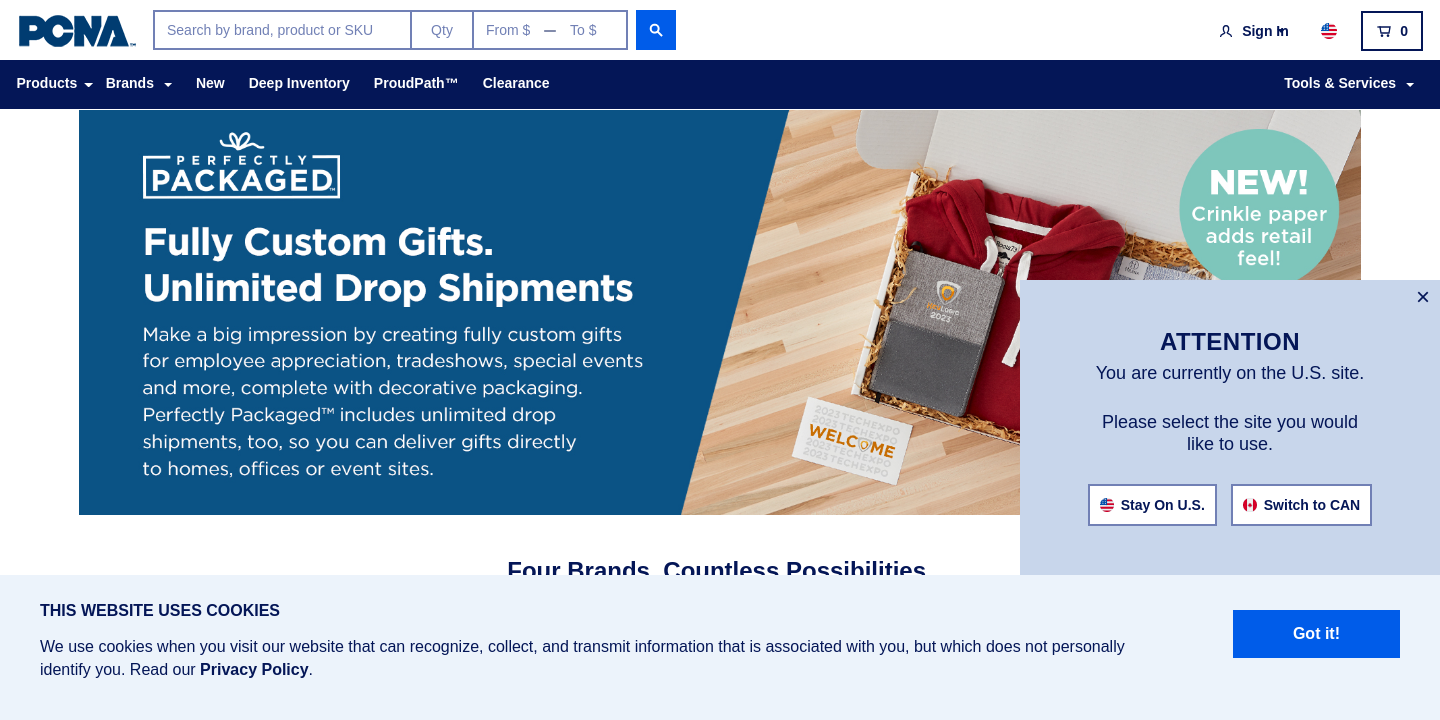 PCNA™
Search by brand, product or SKU
Qty
From $ — To $
Sign In
0
Products
Brands
New
Deep Inventory
ProudPath™
Clearance
Tools & Services
PERFECTLY
PACKAGED™
Fully Custom Gifts.
Unlimited Drop Shipments
Make a big impression by creating fully custom gifts
for employee appreciation, tradeshows, special events
and more, complete with decorative packaging.
Perfectly Packaged™ includes unlimited drop
shipments, too, so you can deliver gifts directly
to homes, offices or event sites.
NEW!
Crinkle paper
adds retail
feel!
Roots73
2023
2023TECHEXPO
2023TECHEXPO
WELCOME
2023TECHEXPO
2023TECHEXPO
ATTENTION
You are currently on the U.S. site.
Please select the site you would
like to use.
Stay On U.S.
Switch to CAN
Four Brands. Countless Possibilities
THIS WEBSITE USES COOKIES
We use cookies when you visit our website that can recognize, collect, and transmit information that is associated with you, but which does not personally
identify you. Read our Privacy Policy.
Got it!